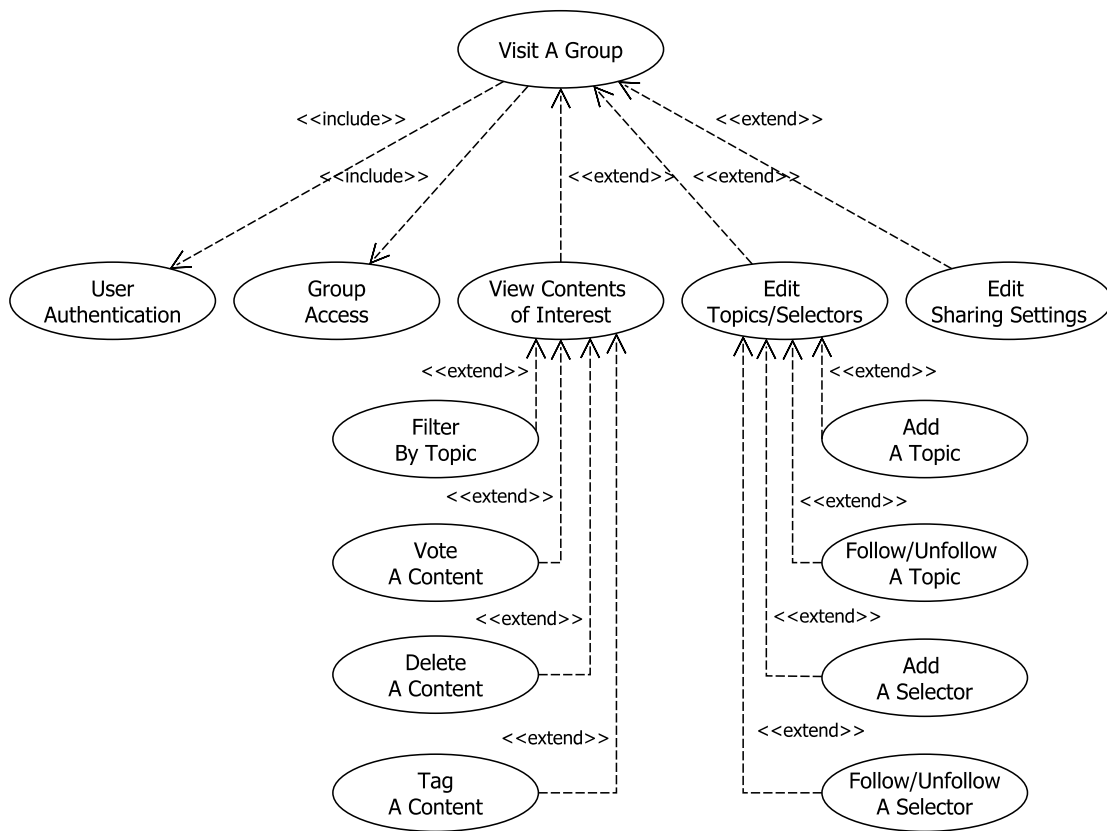 Visit A Group
<<include>>
<<extend>>
<<include>>
<<extend>>
<<extend>>
User
Authentication
Group
Access
View Contents
of Interest
Edit
Topics/Selectors
Edit
Sharing Settings
<<extend>>
<<extend>>
Filter
By Topic
Add
A Topic
<<extend>>
<<extend>>
Vote
A Content
Follow/Unfollow
A Topic
<<extend>>
<<extend>>
Delete
A Content
Add
A Selector
<<extend>>
<<extend>>
Tag
A Content
Follow/Unfollow
A Selector